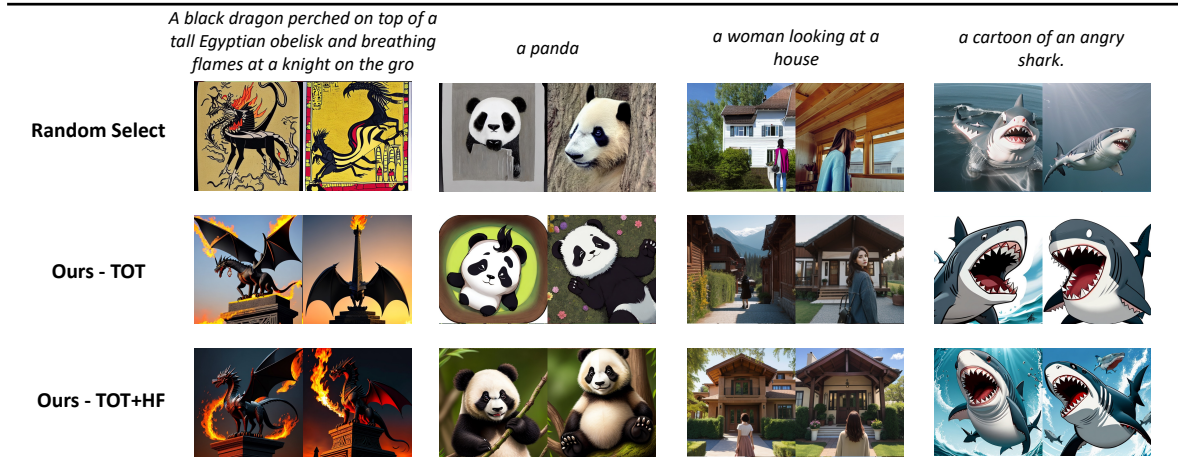 A black dragon perched on top of a
tall Egyptian obelisk and breathing
flames at a knight on the gro
a panda
a woman looking at a
house
a cartoon of an angry
shark.
Random Select
Ours - TOT
Ours - TOT+HF